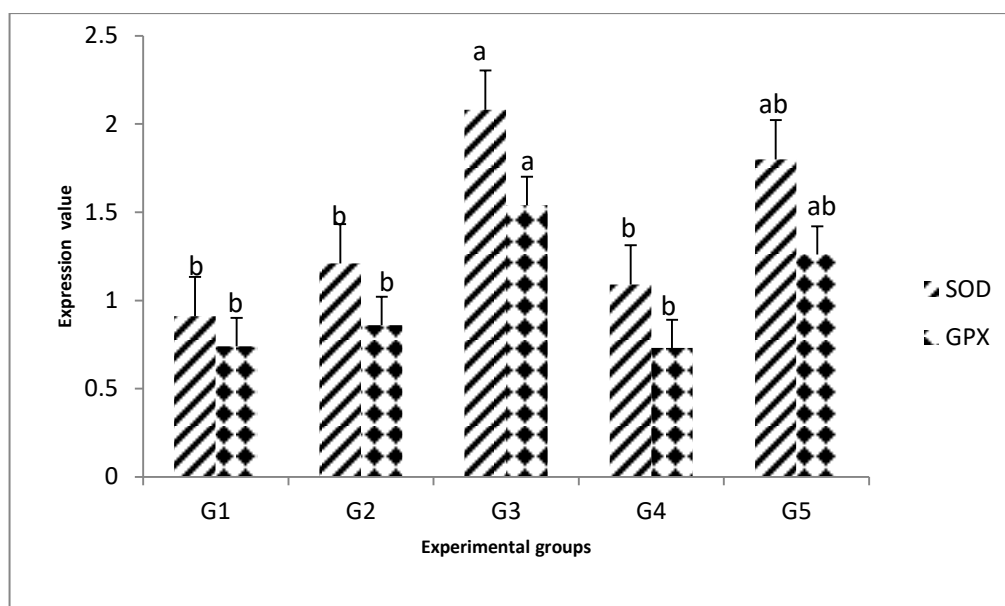 2.5
2
1.5
1
0.5
0
Expression value
b
b
b
b
a
a
b
b
ab
ab
G1
G2
G3
G4
G5
Experimental groups
SOD
GPX